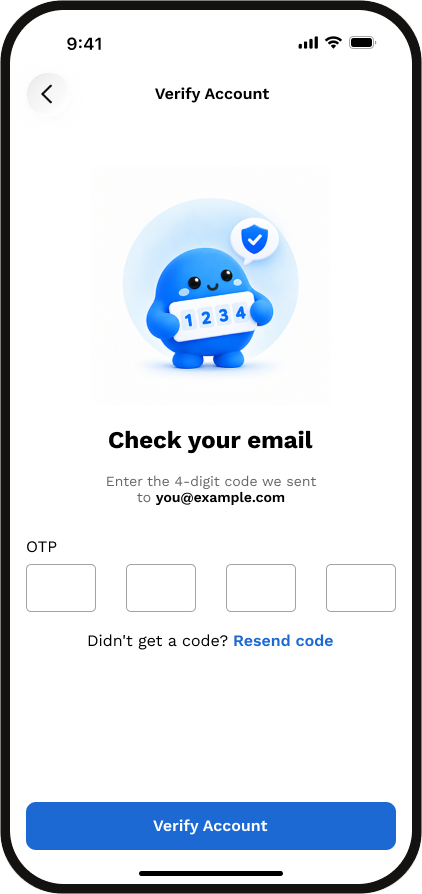 9:41
Verify Account
1 2 3 4
Check your email
Enter the 4-digit code we sent
to you@example.com
OTP
Didn't get a code? Resend code
Verify Account